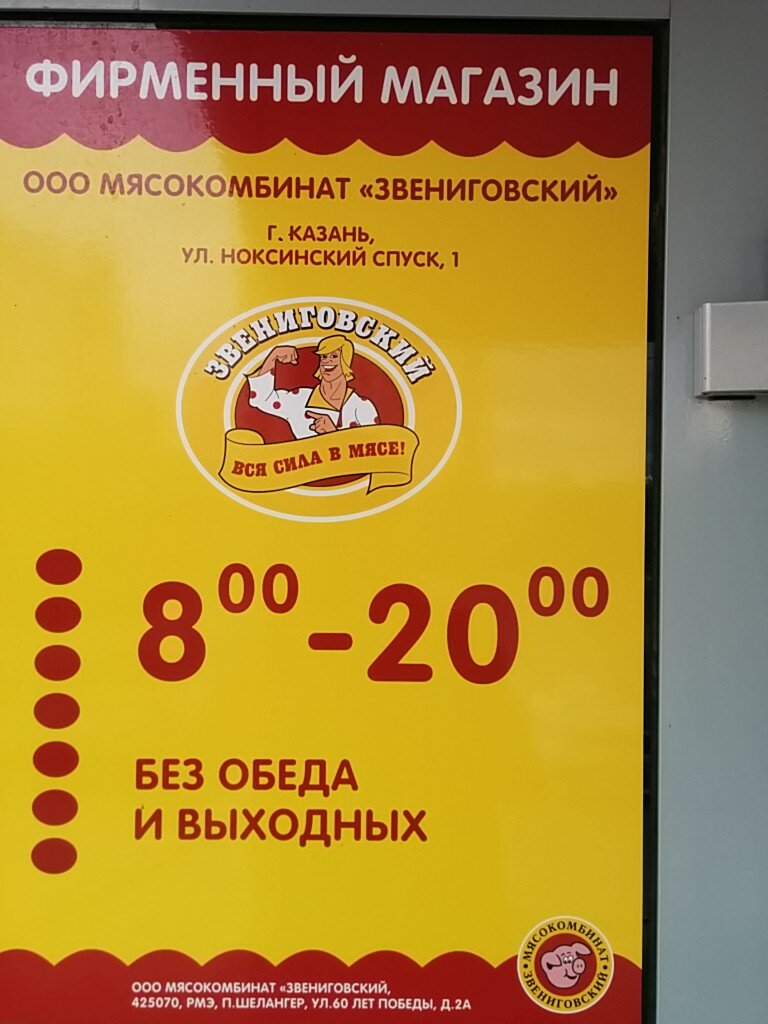 ФИРМЕННЫЙ МАГАЗИН
ООО МЯСОКОМБИНАТ «ЗВЕНИГОВСКИЙ»
Г. КАЗАНЬ,
УЛ. НОКСИНСКИЙ СПУСК, 1
ЗВЕНИГОВСКИЙ
ВСЯ СИЛА В МЯСЕ!
8⁰⁰-20⁰⁰
БЕЗ ОБЕДА
И ВЫХОДНЫХ
МЯСОКОМБИНАТ
ЗВЕНИГОВСКИЙ
ООО МЯСОКОМБИНАТ «ЗВЕНИГОВСКИЙ,
425070, РМЭ, П.ШЕЛАНГЕР, УЛ.60 ЛЕТ ПОБЕДЫ, Д.2А